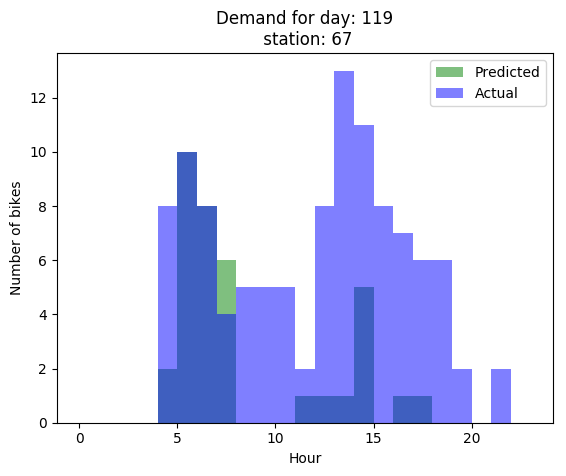 Demand for day: 119
station: 67
Predicted
Actual
Number of bikes
12
10
8
6
4
2
0
0
5
10
15
20
Hour